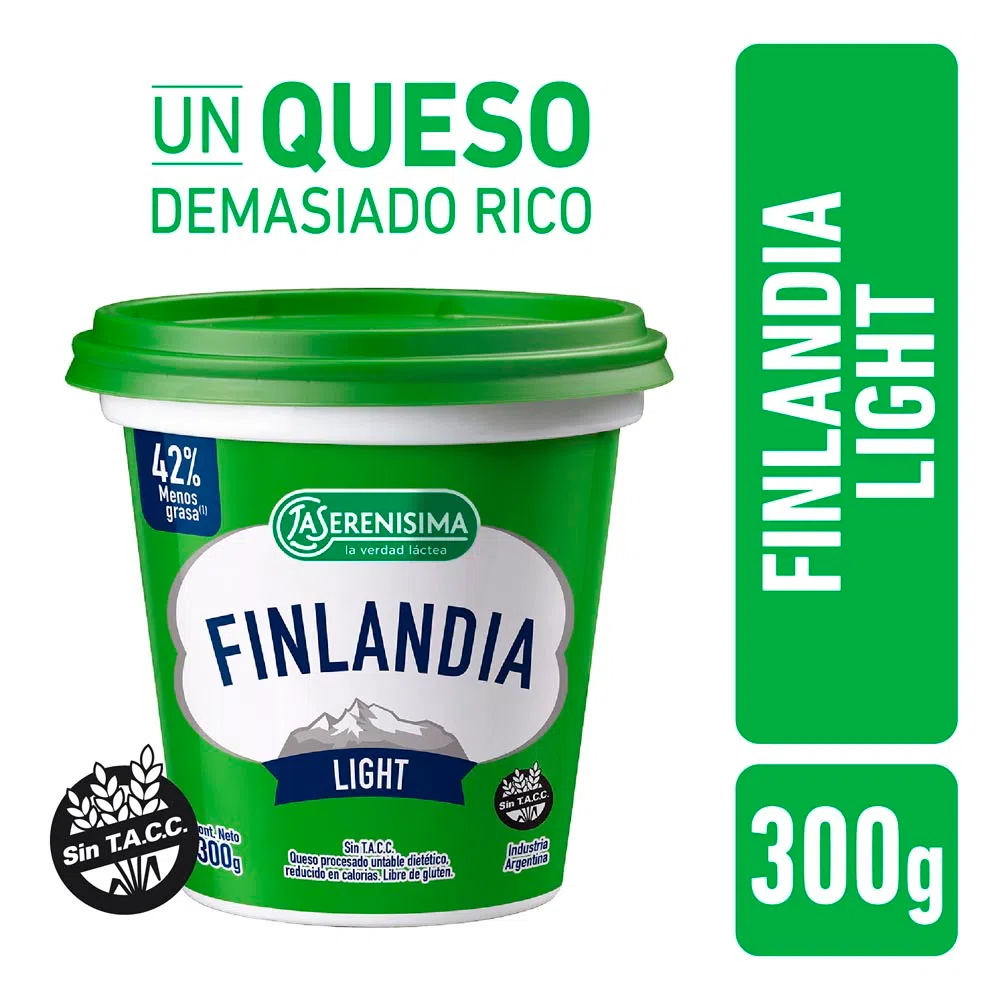 UN QUESO
DEMASIADO RICO
42%
Menos
grasa(1)
LA SERENISIMA
la verdad láctea
FINLANDIA
LIGHT
Sin T.A.C.C.
Cont. Neto
300g
Sin T.A.C.C.
Queso procesado untable dietético,
reducido en calorías. Libre de gluten.
Sin T.A.C.C.
Industria
Argentina
FINLANDIA
LIGHT
300g